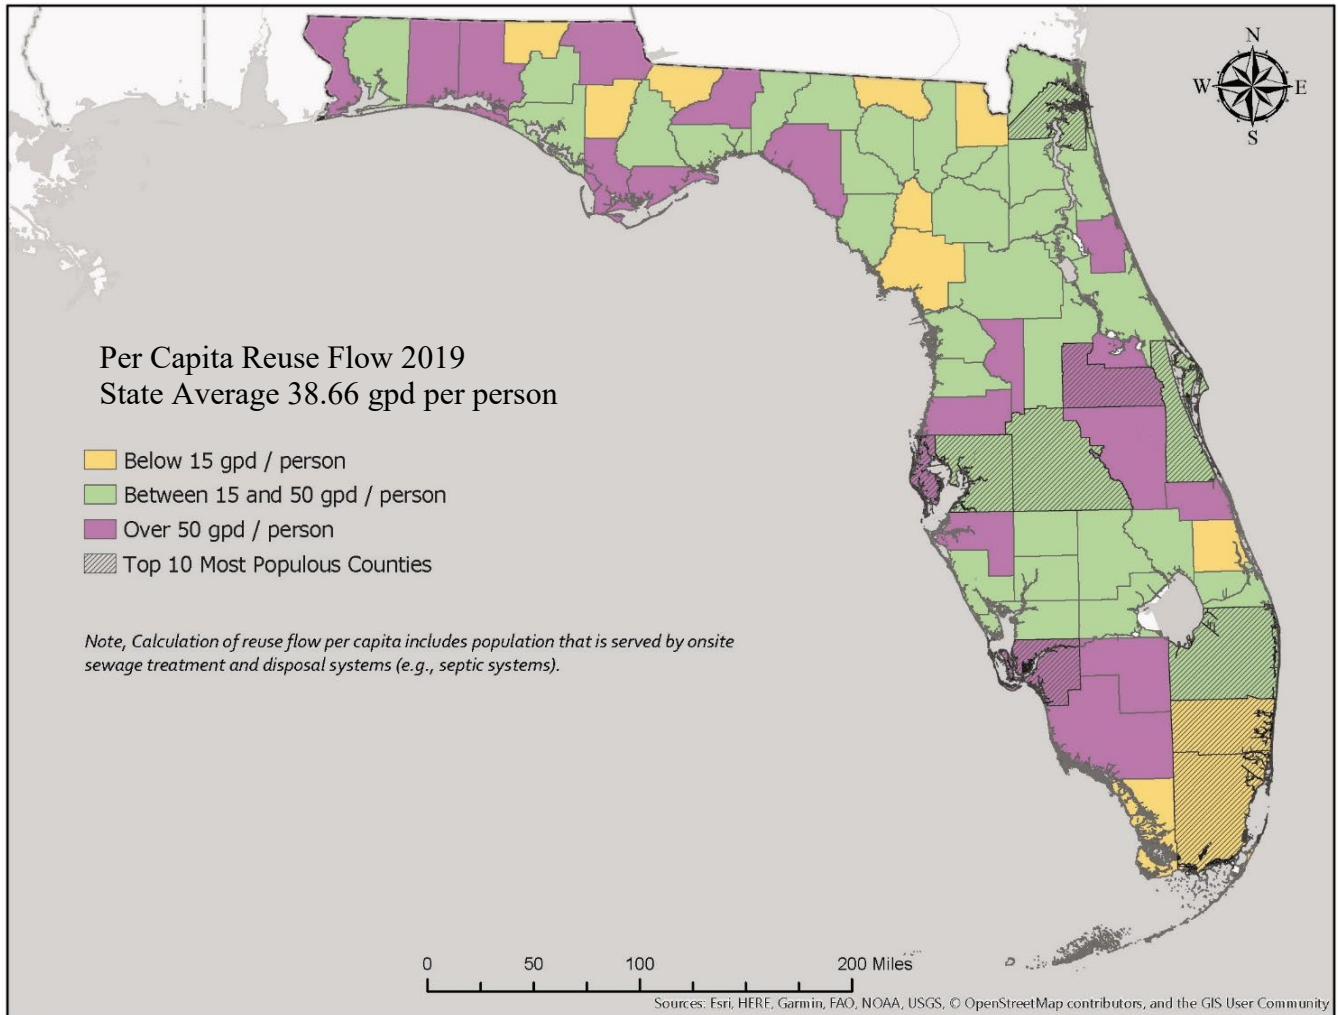 N
W E
S
Per Capita Reuse Flow 2019
State Average 38.66 gpd per person
Below 15 gpd / person
Between 15 and 50 gpd / person
Over 50 gpd / person
Top 10 Most Populous Counties
Note, Calculation of reuse flow per capita includes population that is served by onsite
sewage treatment and disposal systems (e.g., septic systems).
0 50 100 200 Miles
Sources: Esri, HERE, Garmin, FAO, NOAA, USGS, © OpenStreetMap contributors, and the GIS User Community